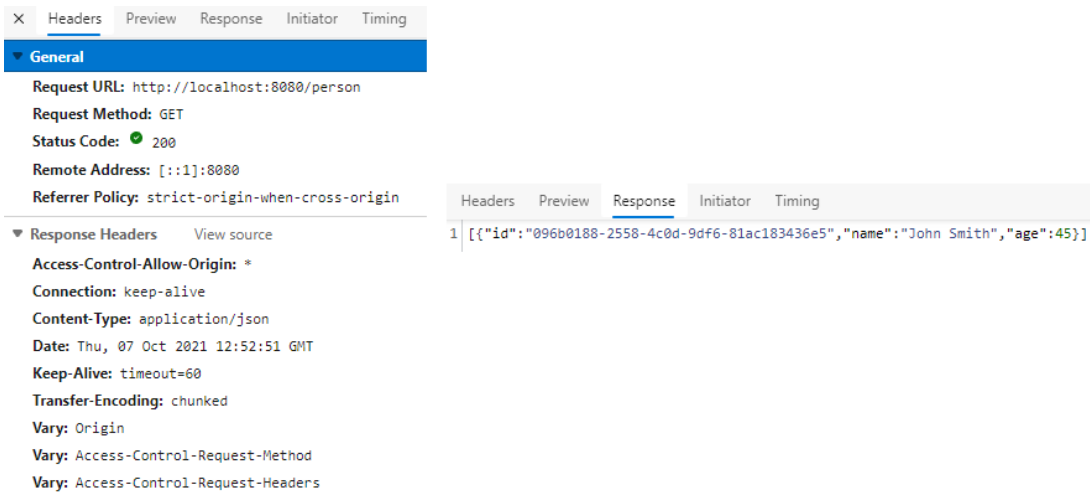 × Headers Preview Response Initiator Timing
▼ General
Request URL: http://localhost:8080/person
Request Method: GET
Status Code: 200
Remote Address: [::1]:8080
Referrer Policy: strict-origin-when-cross-origin
▼ Response Headers View source
Access-Control-Allow-Origin: *
Connection: keep-alive
Content-Type: application/json
Date: Thu, 07 Oct 2021 12:52:51 GMT
Keep-Alive: timeout=60
Transfer-Encoding: chunked
Vary: Origin
Vary: Access-Control-Request-Method
Vary: Access-Control-Request-Headers
Headers Preview Response Initiator Timing
1 [{"id":"096b0188-2558-4c0d-9df6-81ac183436e5","name":"John Smith","age":45}]